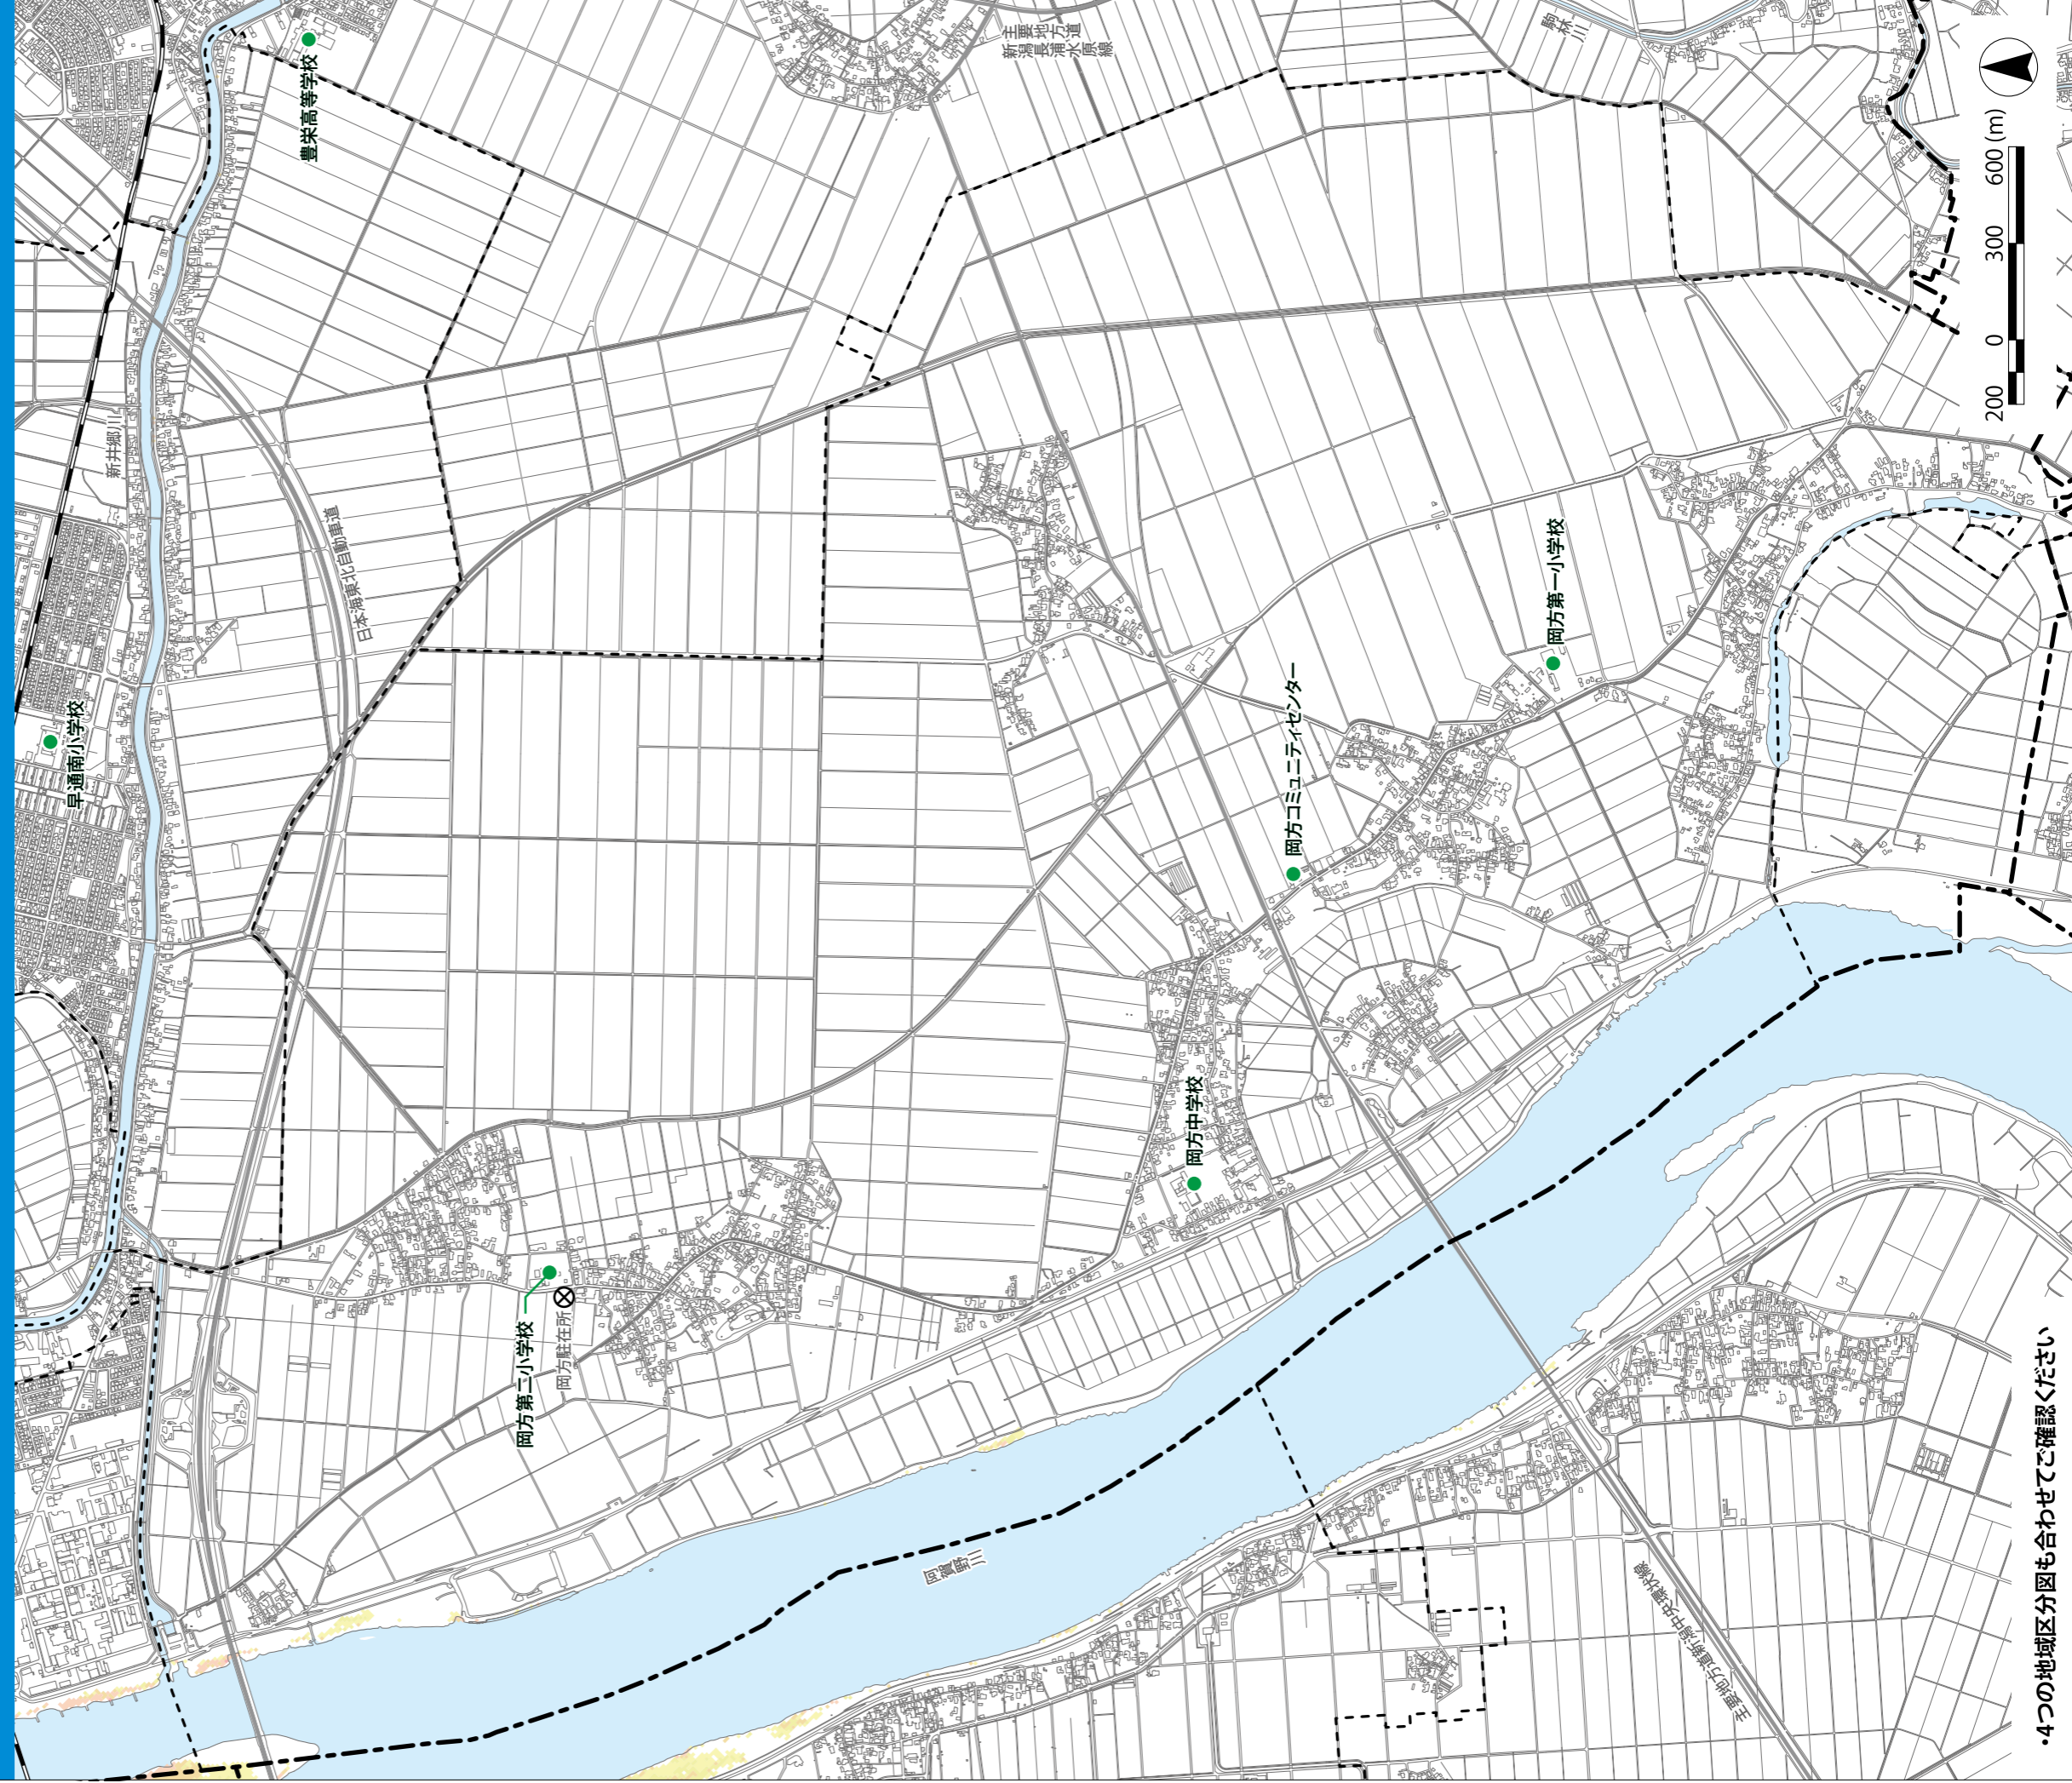 豊栄高等学校
早通南小学校
新井郷川
日本海東北自動車道
主要地方道
新潟長浦水原線
駒林川
岡方第一小学校
岡方コミュニティセンター
岡方中学校
岡方第二小学校
岡方駐在所
阿賀野川
主要地方道新潟中央環状線
200 0 300 600 (m)
・4つの地域区分図も合わせてご確認ください